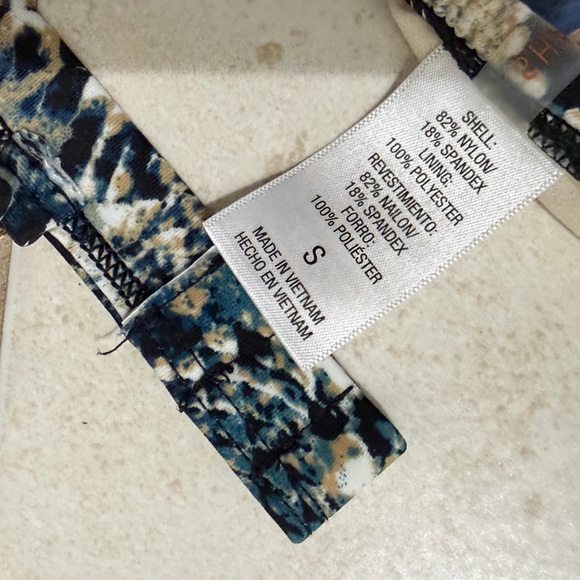 SHELL:
82% NYLON/
18% SPANDEX
LINING:
100% POLYESTER
REVESTIMIENTO:
82% NAILON/
18% SPANDEX
FORRO:
100% POLIÉSTER
S
MADE IN VIETNAM
HECHO EN VIETNAM